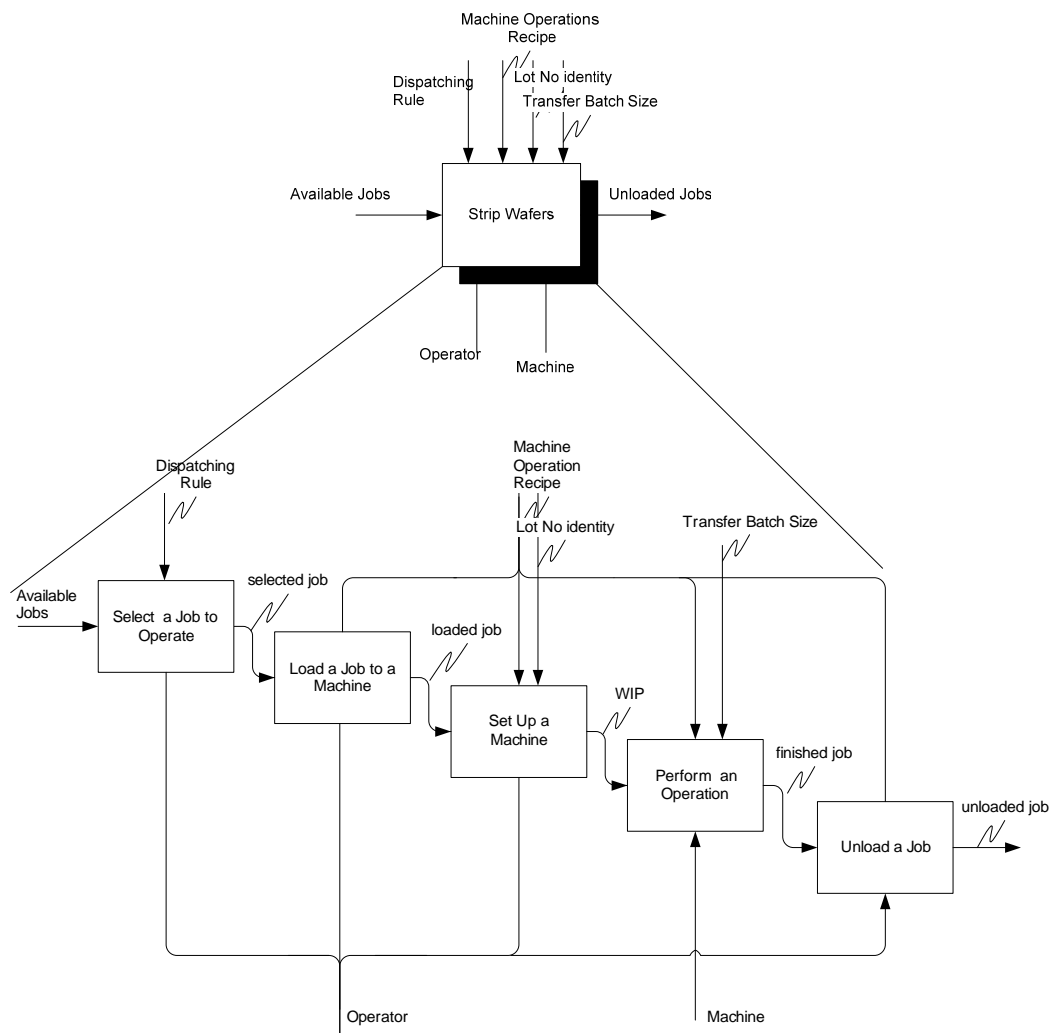 Machine Operations
Recipe
Dispatching
Rule
Lot No identity
Transfer Batch Size
Available Jobs
Strip Wafers
Unloaded Jobs
Operator
Machine
Dispatching
Rule
Machine
Operation
Recipe
Lot No identity
Transfer Batch Size
Available
Jobs
Select a Job to
Operate
selected job
Load a Job to a
Machine
loaded job
Set Up a
Machine
WIP
Perform an
Operation
finished job
Unload a Job
unloaded job
Operator
Machine